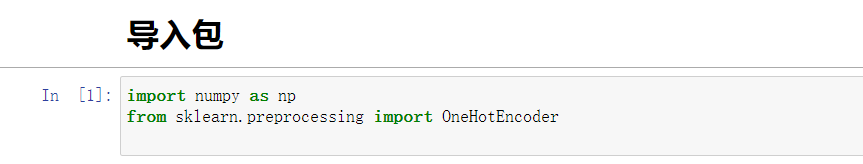 导入包
In [1]: import numpy as np
from sklearn.preprocessing import OneHotEncoder